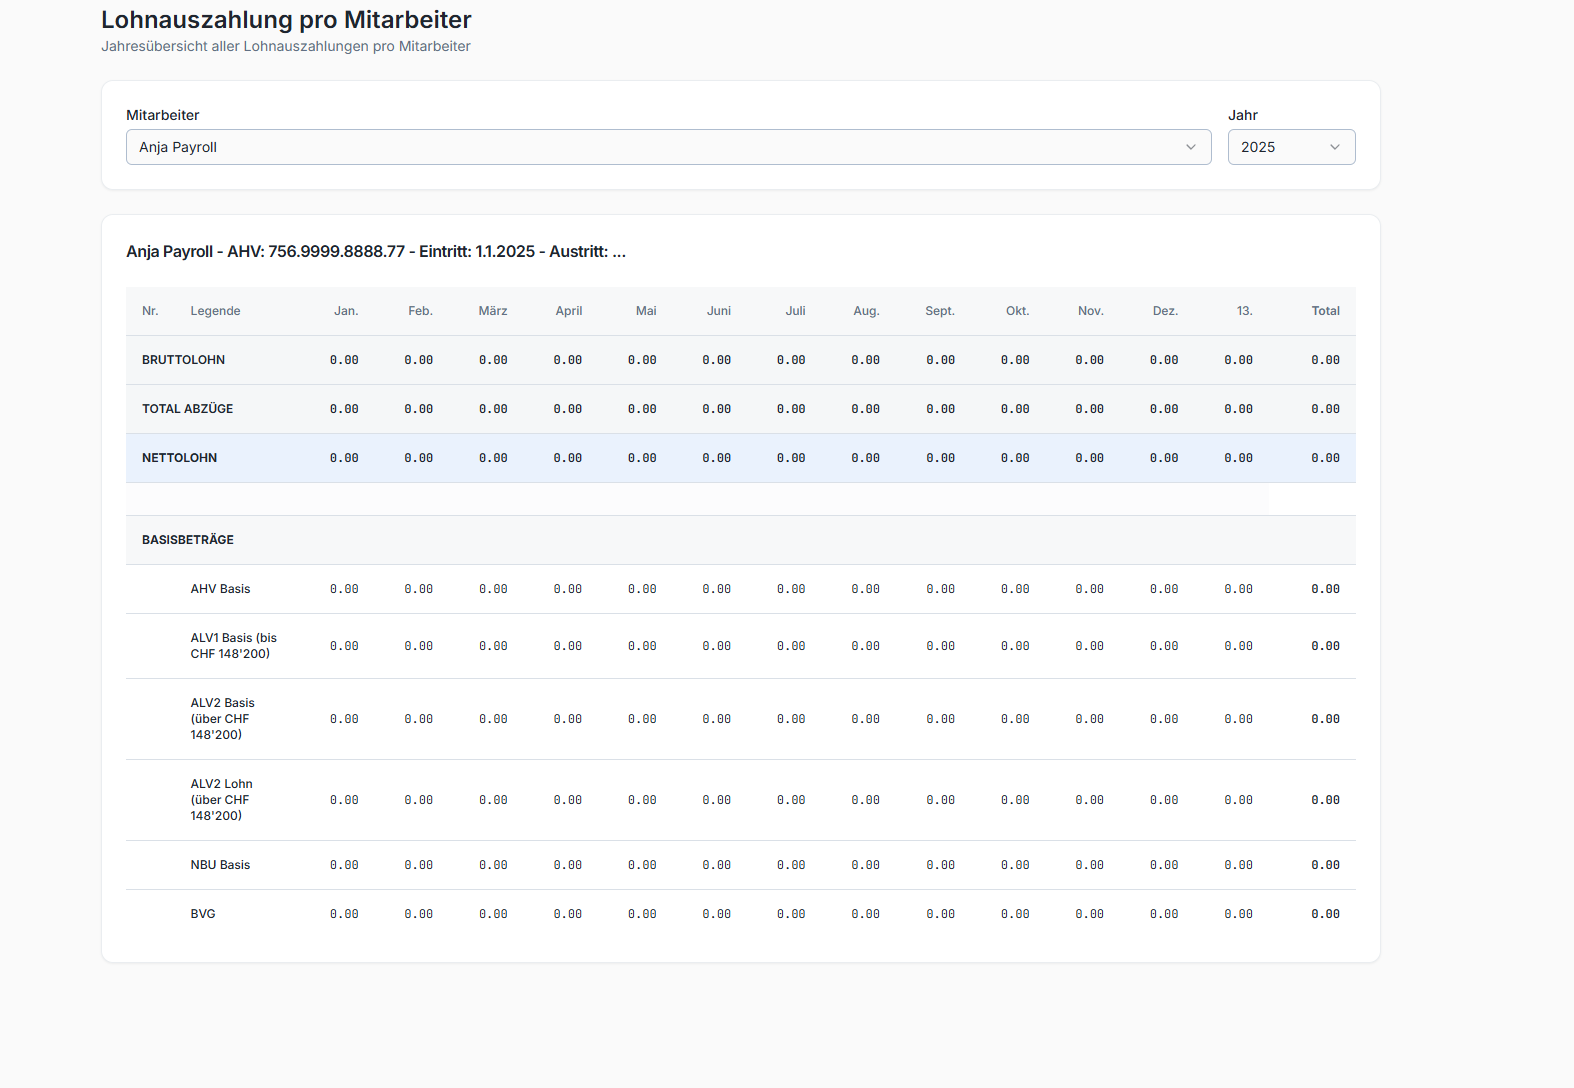 Lohnauszahlung pro Mitarbeiter
Jahresübersicht aller Lohnauszahlungen pro Mitarbeiter
Mitarbeiter Jahr
Anja Payroll 2025
Anja Payroll - AHV: 756.9999.8888.77 - Eintritt: 1.1.2025 - Austritt: ...
Nr. Legende Jan. Feb. März April Mai Juni Juli Aug. Sept. Okt. Nov. Dez. 13. Total
BRUTTOLOHN 0.00 0.00 0.00 0.00 0.00 0.00 0.00 0.00 0.00 0.00 0.00 0.00 0.00 0.00
TOTAL ABZÜGE 0.00 0.00 0.00 0.00 0.00 0.00 0.00 0.00 0.00 0.00 0.00 0.00 0.00 0.00
NETTOLOHN 0.00 0.00 0.00 0.00 0.00 0.00 0.00 0.00 0.00 0.00 0.00 0.00 0.00 0.00
BASISBETRÄGE
AHV Basis 0.00 0.00 0.00 0.00 0.00 0.00 0.00 0.00 0.00 0.00 0.00 0.00 0.00 0.00
ALV1 Basis (bis
CHF 148'200) 0.00 0.00 0.00 0.00 0.00 0.00 0.00 0.00 0.00 0.00 0.00 0.00 0.00 0.00
ALV2 Basis
(über CHF 0.00 0.00 0.00 0.00 0.00 0.00 0.00 0.00 0.00 0.00 0.00 0.00 0.00 0.00
148'200)
ALV2 Lohn
(über CHF 0.00 0.00 0.00 0.00 0.00 0.00 0.00 0.00 0.00 0.00 0.00 0.00 0.00 0.00
148'200)
NBU Basis 0.00 0.00 0.00 0.00 0.00 0.00 0.00 0.00 0.00 0.00 0.00 0.00 0.00 0.00
BVG 0.00 0.00 0.00 0.00 0.00 0.00 0.00 0.00 0.00 0.00 0.00 0.00 0.00 0.00